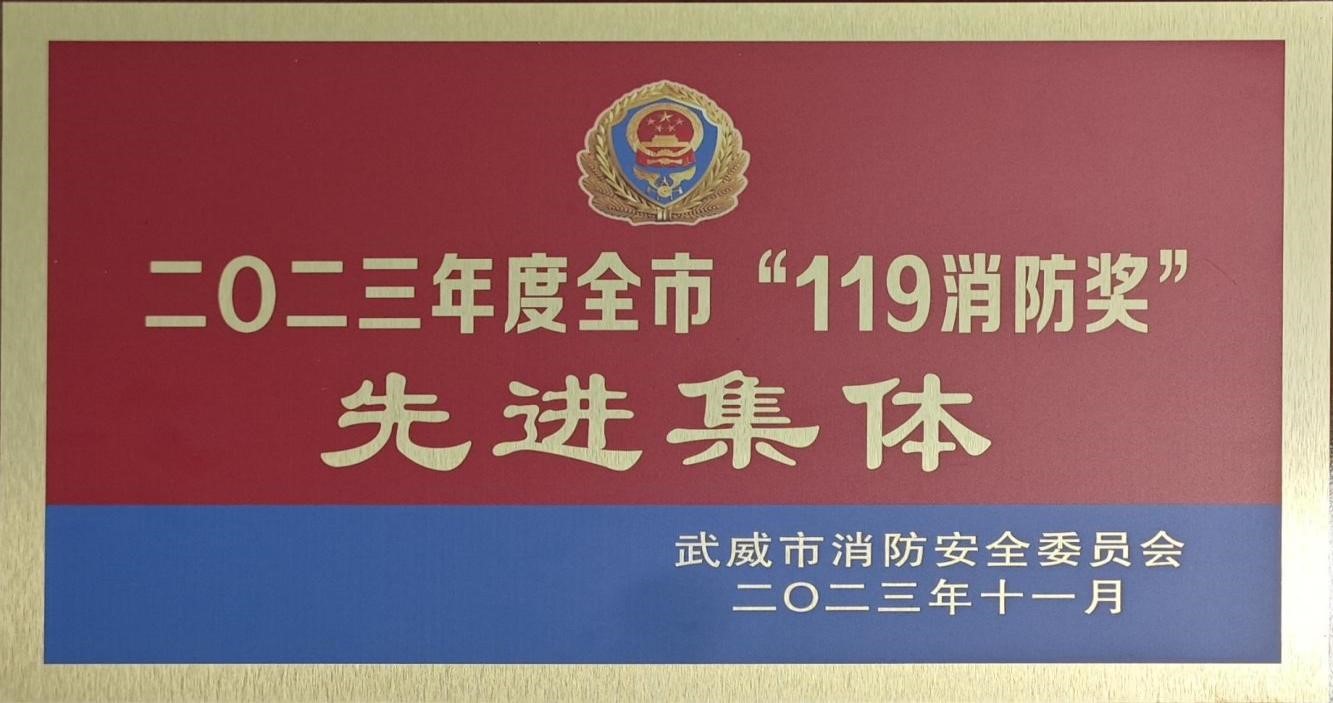 二〇二三年度全市“119消防奖”
先进集体
武威市消防安全委员会
二〇二三年十一月